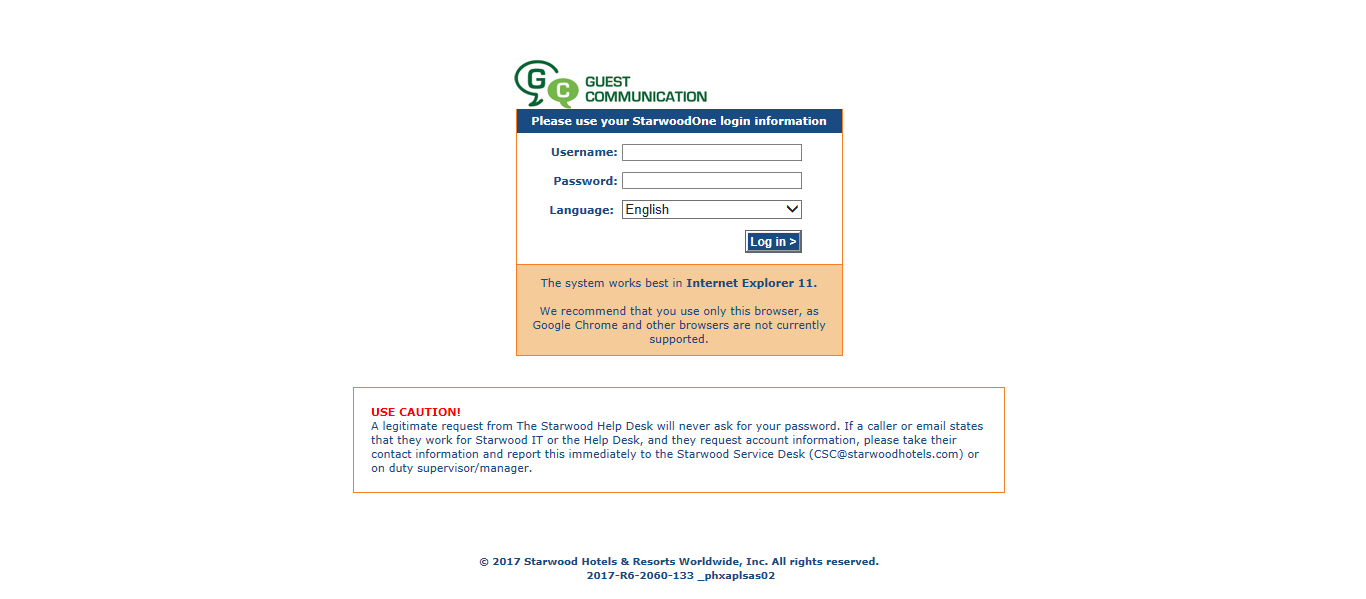 GC GUEST
COMMUNICATION
Please use your StarwoodOne login information
Username:
Password:
Language: English
Log in >
The system works best in Internet Explorer 11.
We recommend that you use only this browser, as
Google Chrome and other browsers are not currently
supported.
USE CAUTION!
A legitimate request from The Starwood Help Desk will never ask for your password. If a caller or email states
that they work for Starwood IT or the Help Desk, and they request account information, please take their
contact information and report this immediately to the Starwood Service Desk (CSC@starwoodhotels.com) or
on duty supervisor/manager.
© 2017 Starwood Hotels & Resorts Worldwide, Inc. All rights reserved.
2017-R6-2060-133 _phxaplsas02